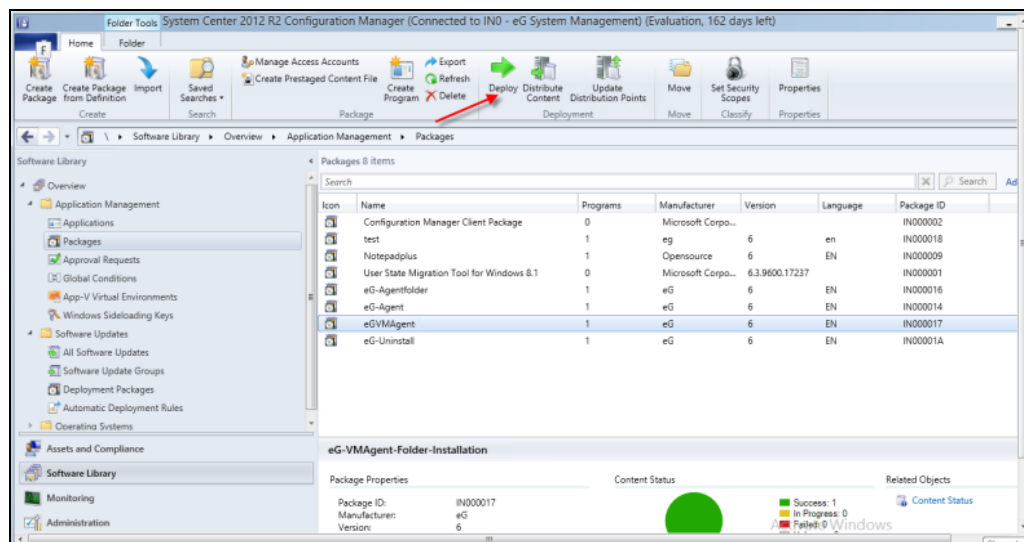 Folder Tools System Center 2012 R2 Configuration Manager (Connected to IN0 - eG System Management) (Evaluation, 162 days left)
F
Home Folder
Create Package
Create Package from Definition
Import
Saved Searches
Manage Access Accounts
Create Prestaged Content File
Create Program
Export
Refresh
Delete
Deploy
Distribute Content
Update Distribution Points
Move
Set Security Scopes
Properties
Create Search Package Deployment Move Classify Properties
\ Software Library Overview Application Management Packages
Software Library
Overview
Application Management
Applications
Packages
Approval Requests
Global Conditions
App-V Virtual Environments
Windows Sideloading Keys
Software Updates
All Software Updates
Software Update Groups
Deployment Packages
Automatic Deployment Rules
Operating Systems
Assets and Compliance
Software Library
Monitoring
Administration
Packages 8 items
Search Search Ad
Icon Name Programs Manufacturer Version Language Package ID
Configuration Manager Client Package 0 Microsoft Corpo... IN000002
test 1 eg 6 en IN000018
Notepadplus 1 Opensource 6 EN IN000009
User State Migration Tool for Windows 8.1 0 Microsoft Corpo... 6.3.9600.17237 IN000001
eG-Agentfolder 1 eG 6 EN IN000016
eG-Agent 1 eG 6 EN IN000014
eGVMAgent 1 eG 6 EN IN000017
eG-Uninstall 1 eG 6 EN IN00001A
eG-VMAgent-Folder-Installation
Package Properties
Package ID: IN000017
Manufacturer: eG
Version: 6
Content Status
Success: 1
In Progress: 0
Failed: 0
Windows
Related Objects
Content Status